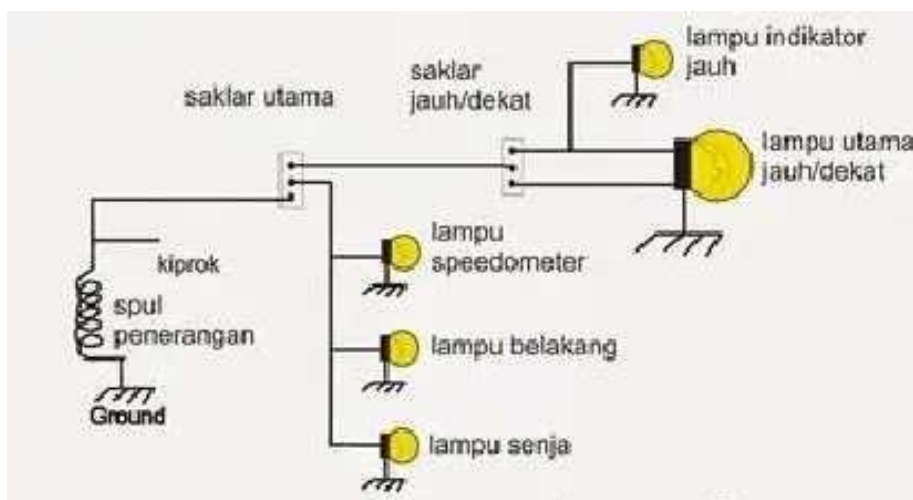 lampu indikator
jauh
saklar
jauh/dekat
saklar utama
lampu utama
jauh/dekat
lampu
speedometer
kiprok
spul
penerangan
lampu belakang
Ground
lampu senja